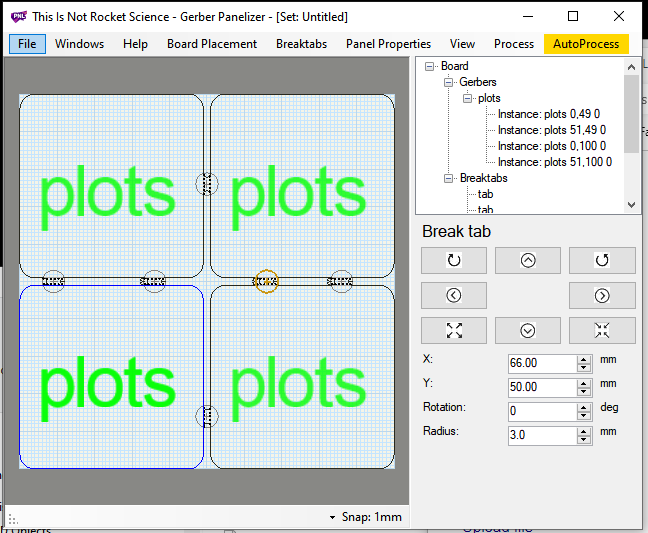 PNL This Is Not Rocket Science - Gerber Panelizer - [Set: Untitled]
File Windows Help Board Placement Breaktabs Panel Properties View Process AutoProcess
Board
Gerbers
plots
Instance: plots 0,49 0
Instance: plots 51,49 0
Instance: plots 0,100 0
Instance: plots 51,100 0
Breaktabs
tab
tab
plots plots
plots plots
Break tab
X: 66.00 mm
Y: 50.00 mm
Rotation: 0 deg
Radius: 3.0 mm
Snap: 1mm